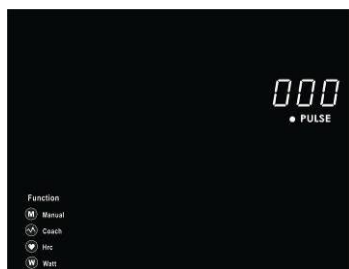 000
● PULSE
Function
M Manual
Coach
Hrc
W Watt